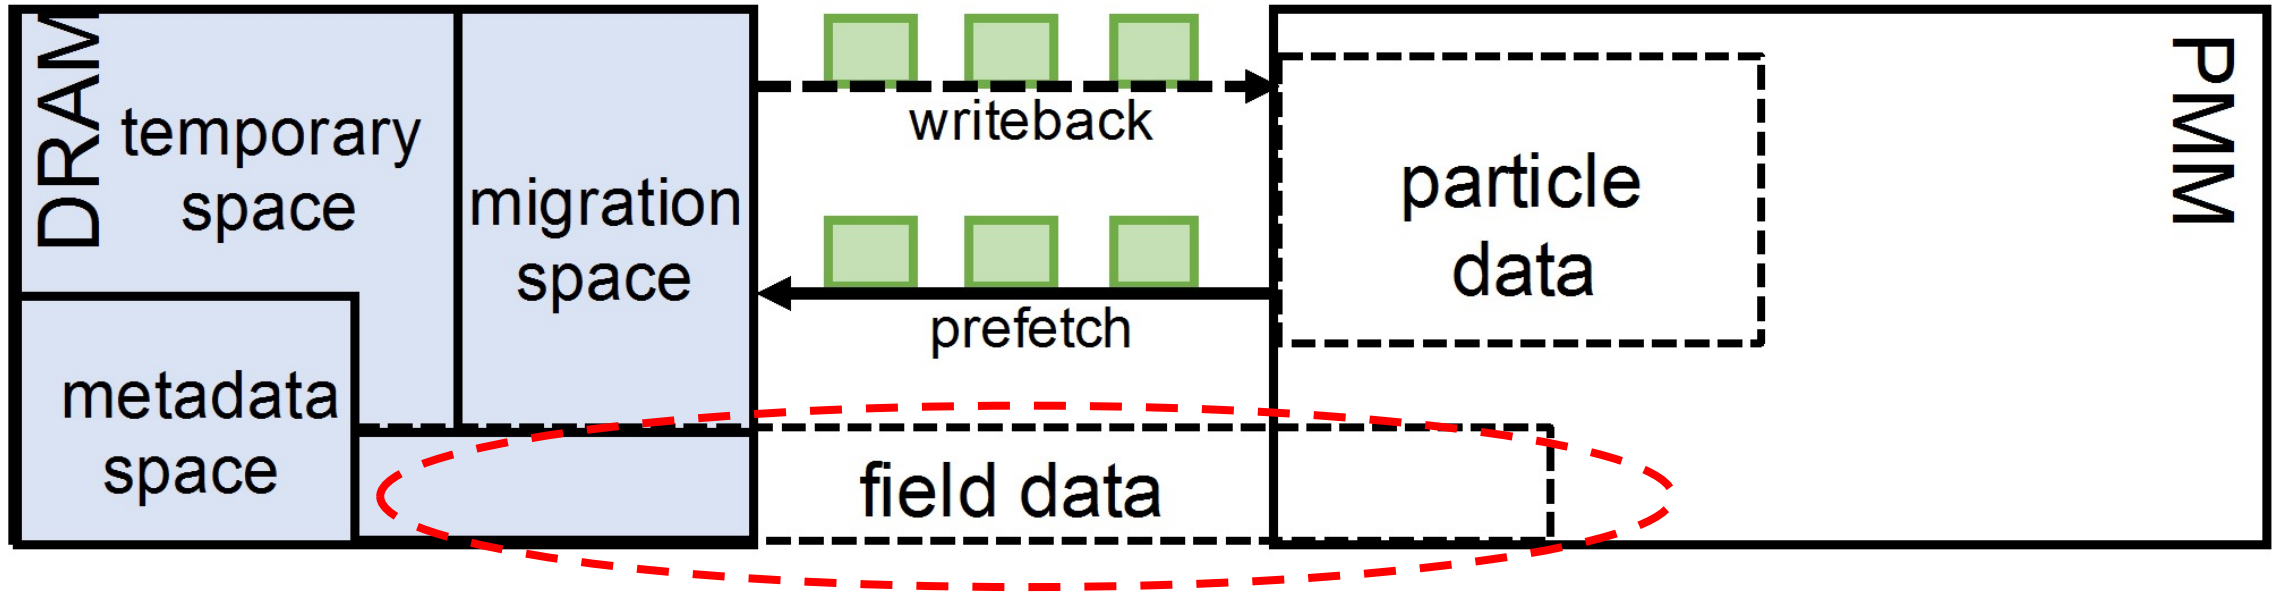 DRAM
temporary
space
migration
space
metadata
space
writeback
prefetch
field data
particle
data
PMM